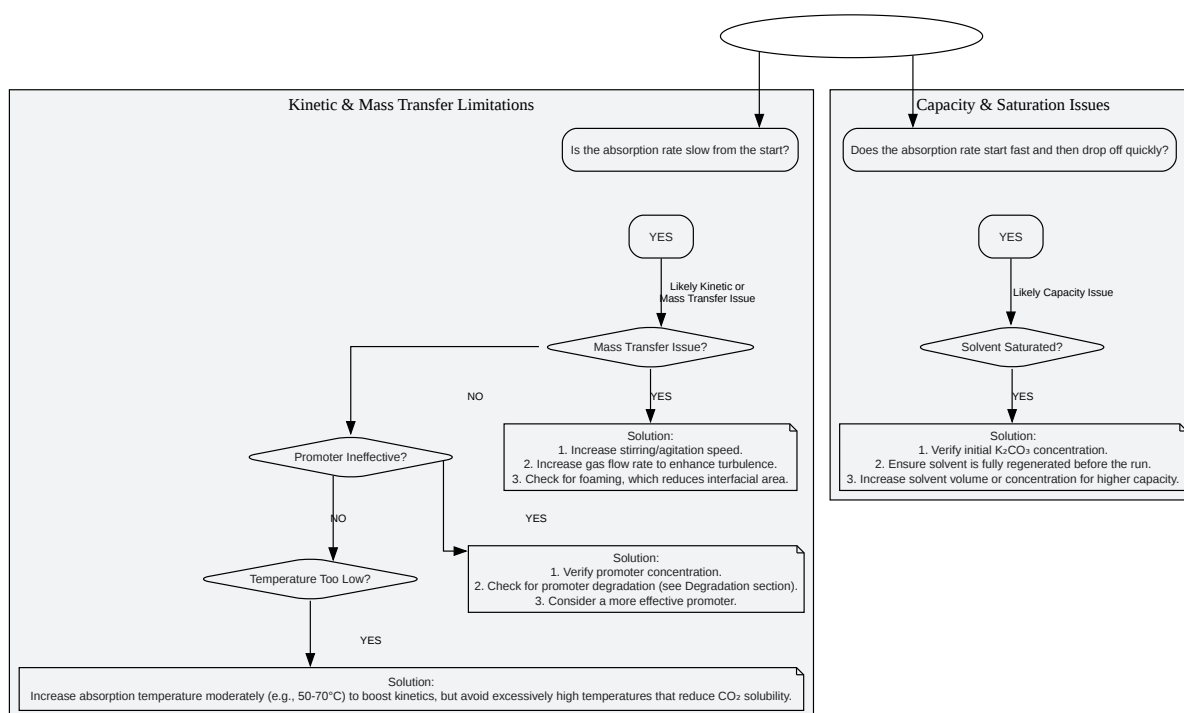 Kinetic & Mass Transfer Limitations
Is the absorption rate slow from the start?
YES
Likely Kinetic or
Mass Transfer Issue
Mass Transfer Issue?
NO
YES
Solution:
1. Increase stirring/agitation speed.
2. Increase gas flow rate to enhance turbulence.
3. Check for foaming, which reduces interfacial area.
Promoter Ineffective?
NO
YES
Solution:
1. Verify promoter concentration.
2. Check for promoter degradation (see Degradation section).
3. Consider a more effective promoter.
Temperature Too Low?
YES
Solution:
Increase absorption temperature moderately (e.g., 50-70°C) to boost kinetics, but avoid excessively high temperatures that reduce CO₂ solubility.
Capacity & Saturation Issues
Does the absorption rate start fast and then drop off quickly?
YES
Likely Capacity Issue
Solvent Saturated?
YES
Solution:
1. Verify initial K₂CO₃ concentration.
2. Ensure solvent is fully regenerated before the run.
3. Increase solvent volume or concentration for higher capacity.